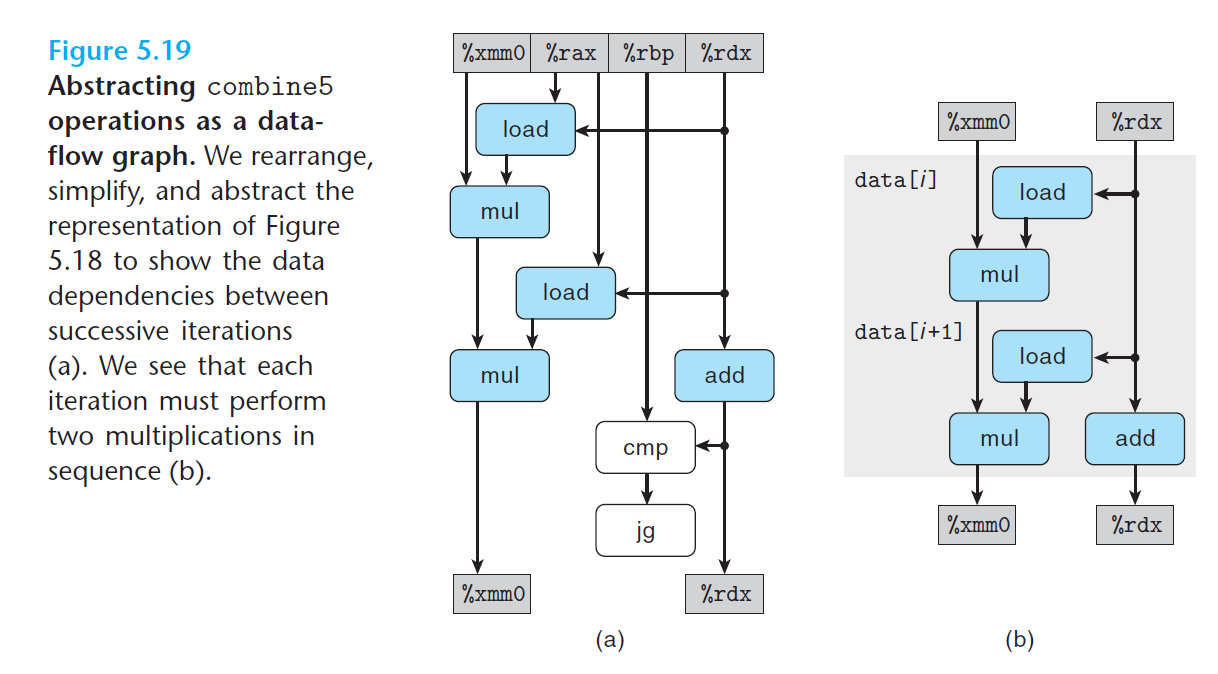 Figure 5.19
Abstracting combine5
operations as a data-
flow graph. We rearrange,
simplify, and abstract the
representation of Figure
5.18 to show the data
dependencies between
successive iterations
(a). We see that each
iteration must perform
two multiplications in
sequence (b).
%xmm0 %rax %rbp %rdx
load
mul
load
mul add
cmp
jg
%xmm0 %rdx
(a)
%xmm0 %rdx
data[i] load
mul
data[i+1]
load
mul add
%xmm0 %rdx
(b)